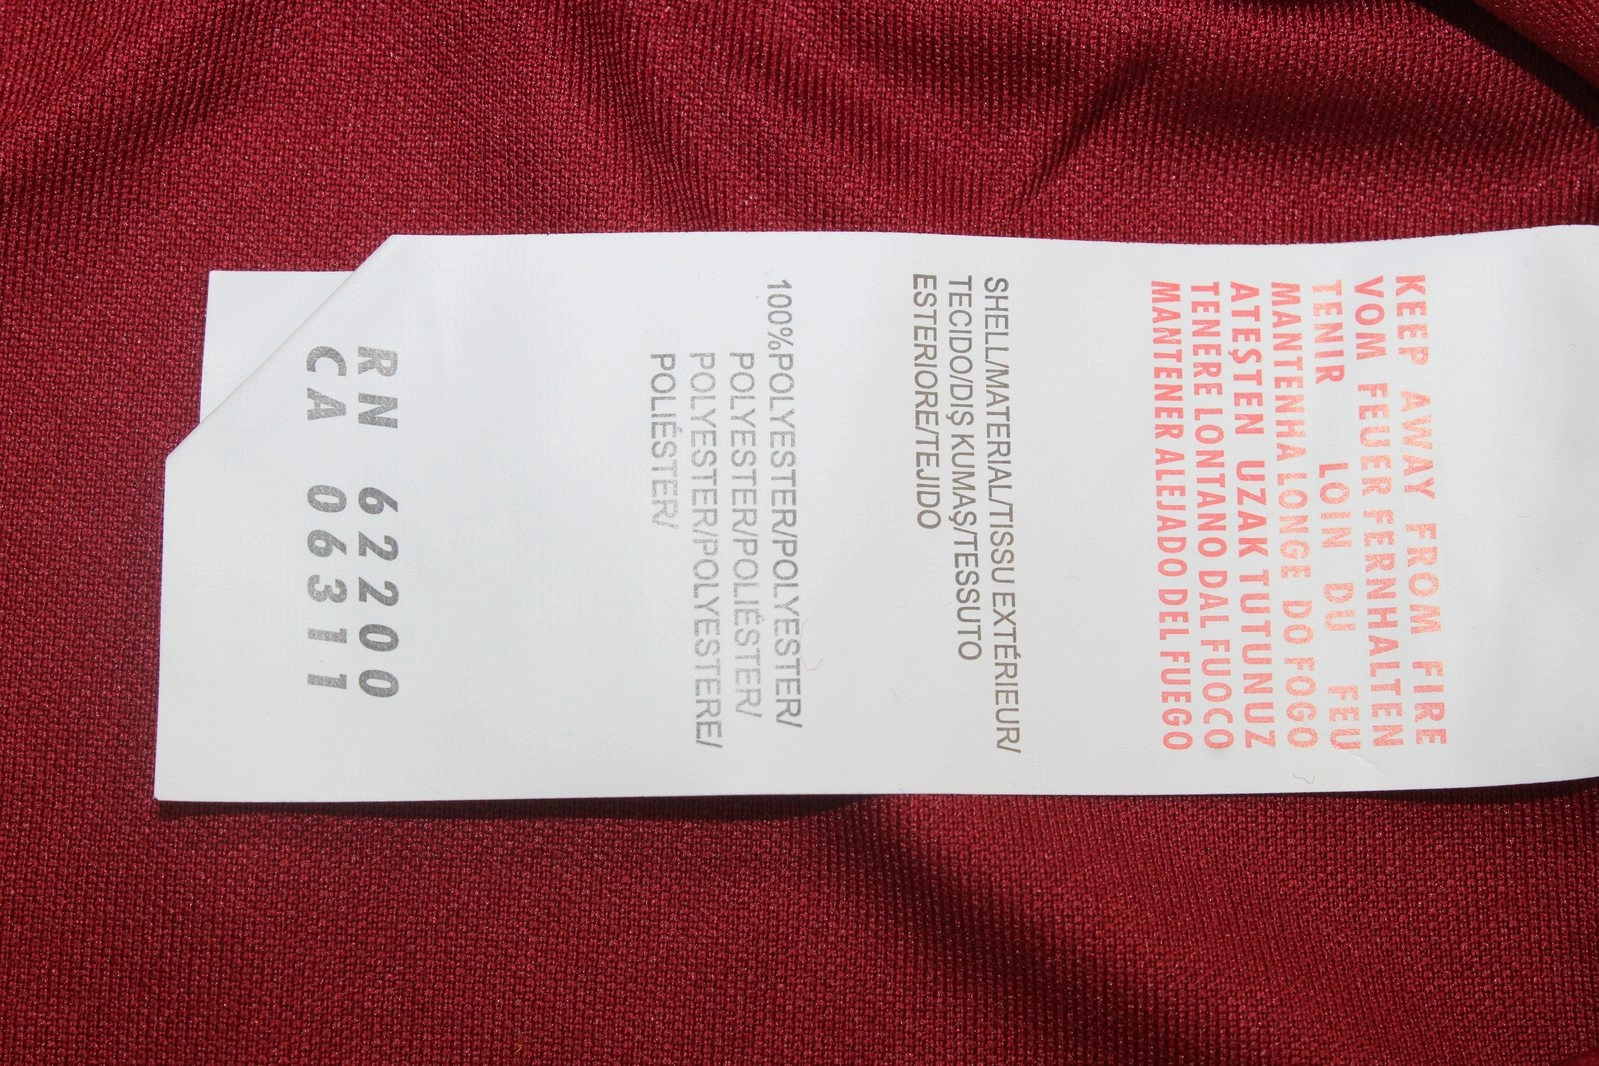 KEEP AWAY FROM FIRE
VOM FEUER FERNHALTEN
TENIR LOIN DU FEU
MANTENHA LONGE DO FOGO
ATEŞTEN UZAK TUTUNUZ
TENERE LONTANO DAL FUOCO
MANTENER ALEJADO DEL FUEGO
SHELL/MATERIAL/TISSU EXTÉRIEUR/
TECIDO/DIŞ KUMAŞ/TESSUTO
ESTERIORE/TEJIDO
100%POLYESTER/POLYESTER/
POLYESTER/POLIÉSTER/
POLYESTER/POLYESTERE/
POLIÉSTER/
RN 62200
CA 06311